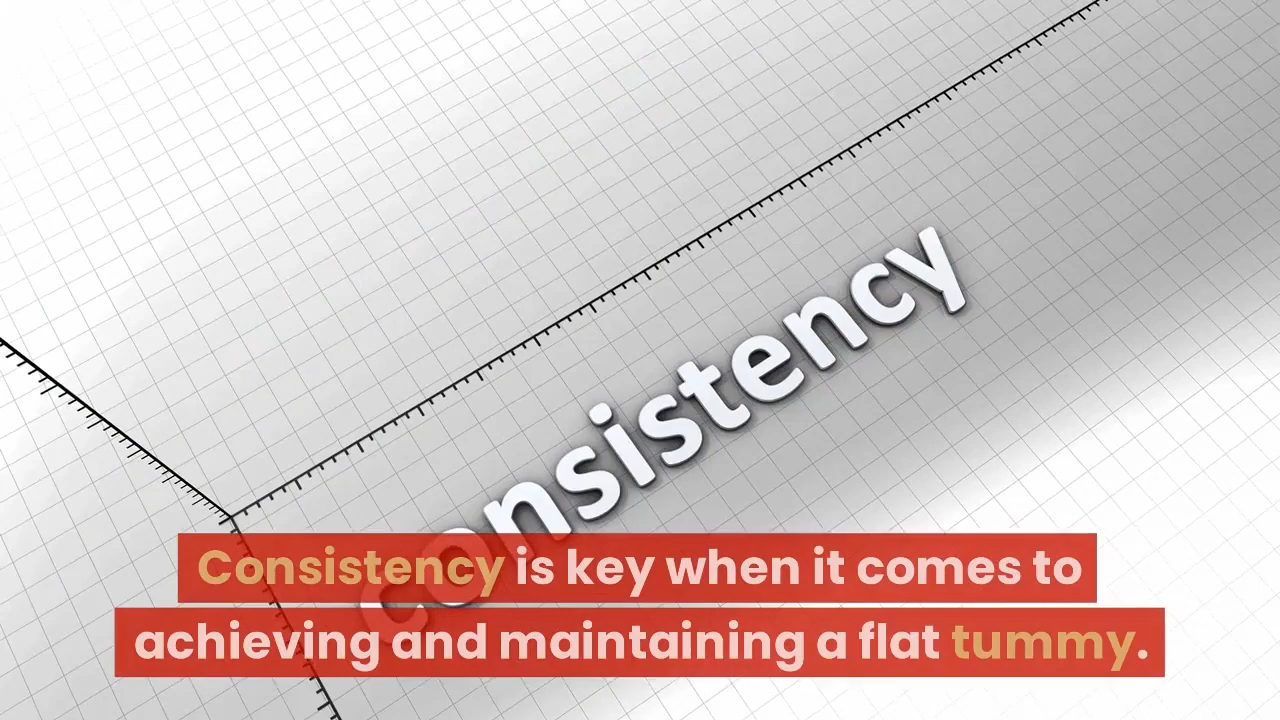 consistency
Consistency is key when it comes to
achieving and maintaining a flat tummy.